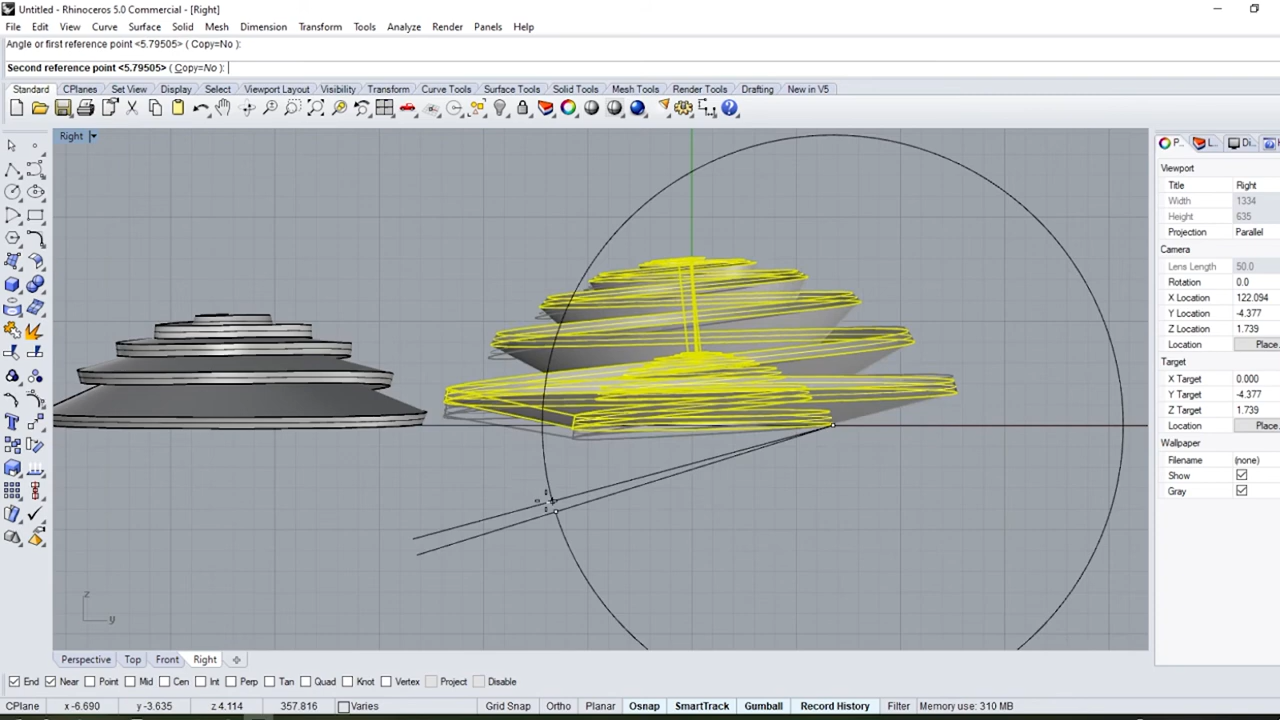 Untitled - Rhinoceros 5.0 Commercial - [Right]
File Edit View Curve Surface Solid Mesh Dimension Transform Tools Analyze Render Panels Help
Angle or first reference point <5.79505> ( Copy=No ):
Second reference point <5.79505> ( Copy=No ):
Standard CPlanes Set View Display Select Viewport Layout Visibility Transform Curve Tools Surface Tools Solid Tools Mesh Tools Render Tools Drafting New in V5
Right
P... L... Di...
Viewport
Title Right
Width 1334
Height 635
Projection Parallel
Camera
Lens Length 50.0
Rotation 0.0
X Location 122.094
Y Location -4.377
Z Location 1.739
Location Place...
Target
X Target 0.000
Y Target -4.377
Z Target 1.739
Location Place...
Wallpaper
Filename (none)
Show
Gray
z
y
Perspective Top Front Right
End Near Point Mid Cen Int Perp Tan Quad Knot Vertex Project Disable
CPlane x -6.690 y -3.635 z 4.114 357.816 Varies Grid Snap Ortho Planar Osnap SmartTrack Gumball Record History Filter Memory use: 310 MB